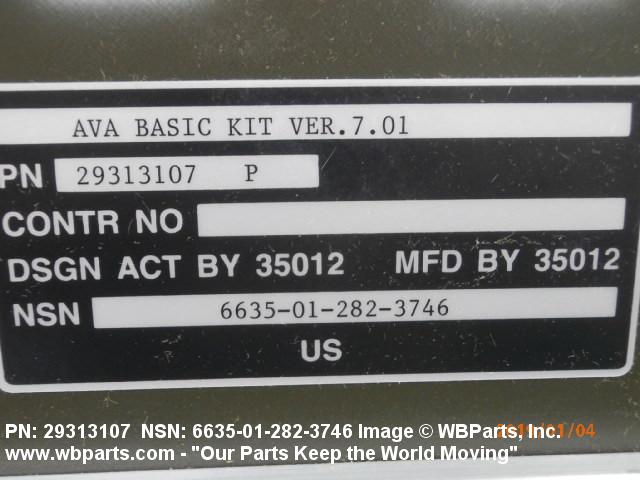 AVA BASIC KIT VER.7.01
PN 29313107 P
CONTR NO
DSGN ACT BY 35012 MFD BY 35012
NSN 6635-01-282-3746
US
PN: 29313107 NSN: 6635-01-282-3746 Image © WBParts, Inc.
www.wbparts.com - "Our Parts Keep the World Moving"